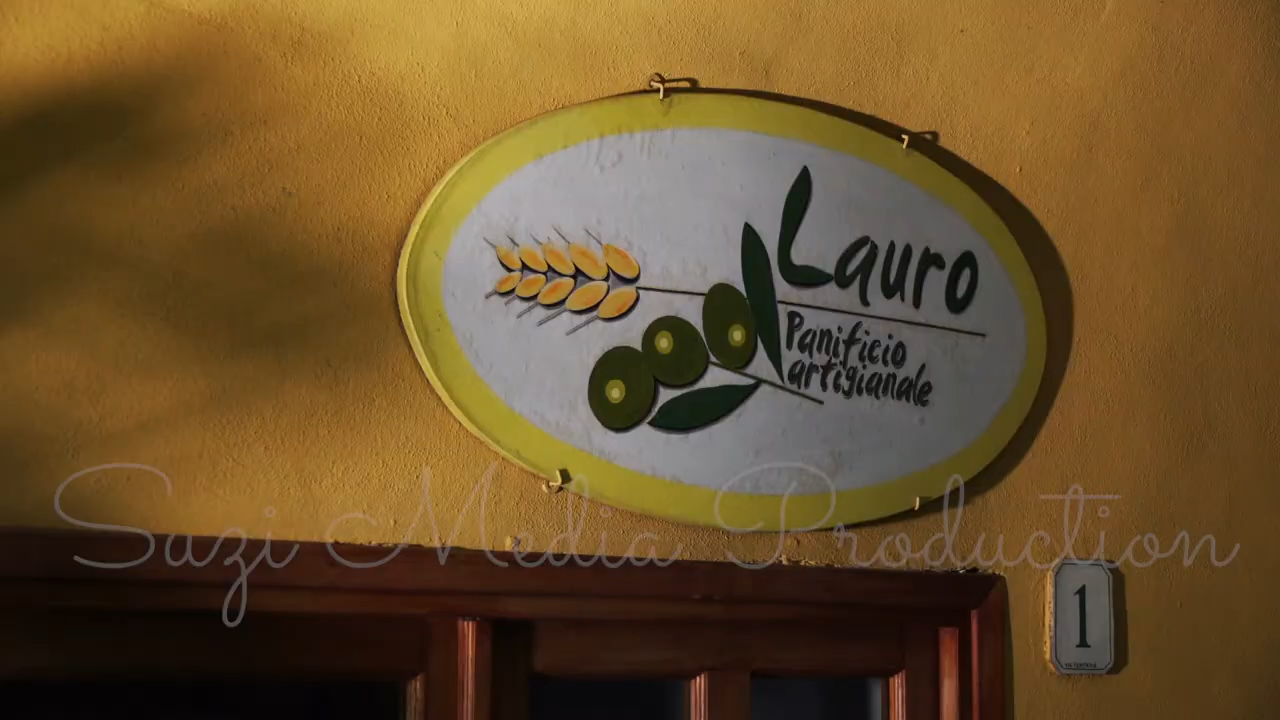 Lauro
Panificio
artigianale
Suzi Media Production
1